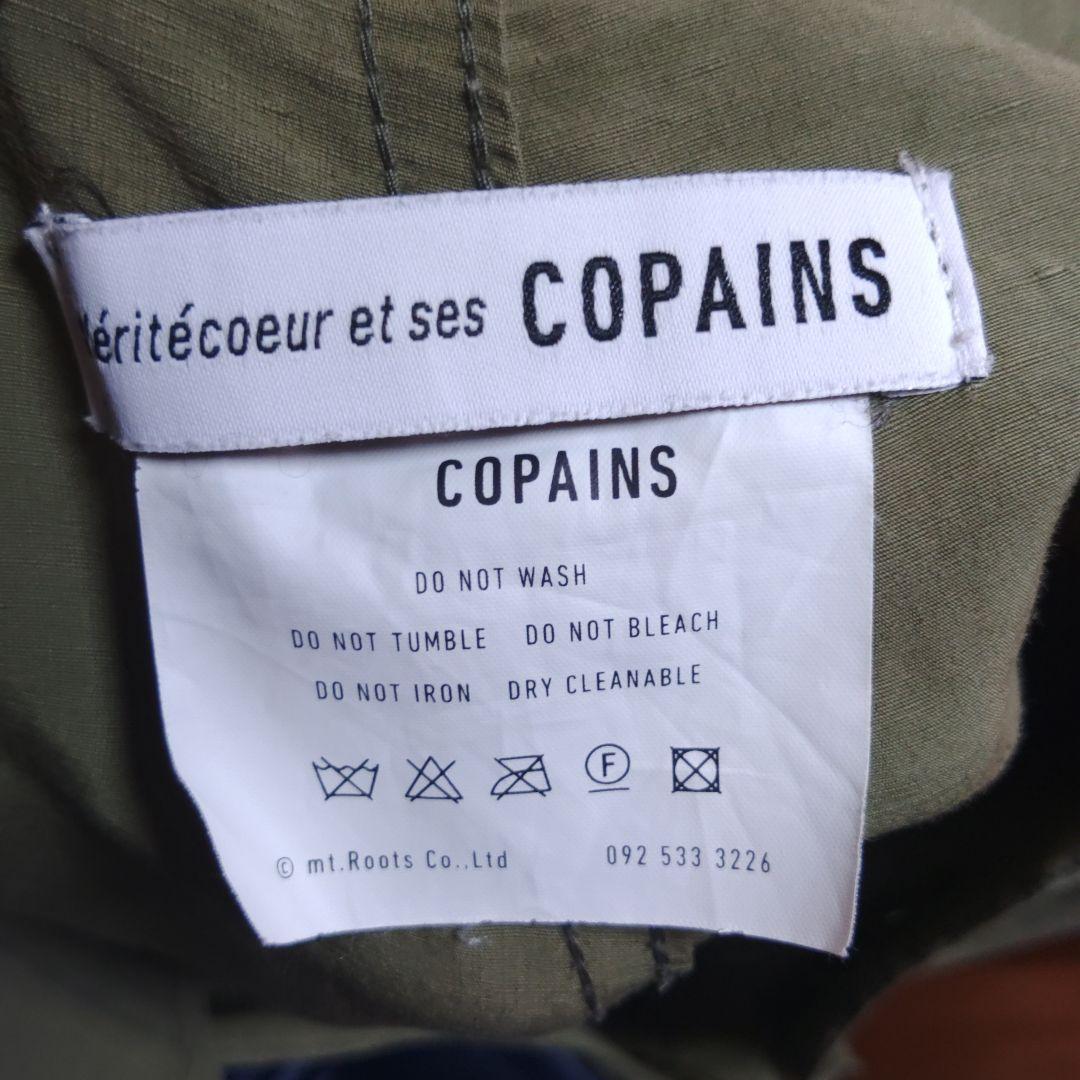 et ses COPAINS
COPAINS
DO NOT WASH
DO NOT TUMBLE DO NOT BLEACH
DO NOT IRON DRY CLEANABLE
F
© mt.Roots Co.,Ltd 092 533 3226